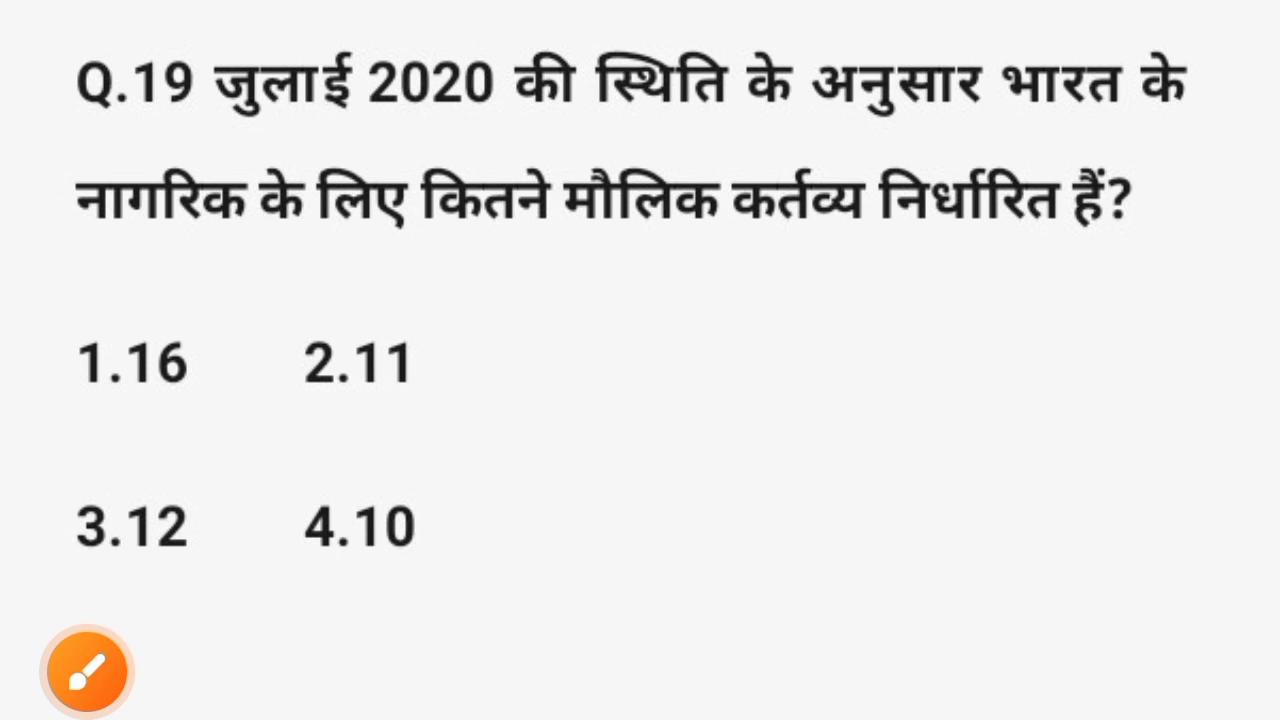 Q.19 जुलाई 2020 की स्थिति के अनुसार भारत के
नागरिक के लिए कितने मौलिक कर्तव्य निर्धारित हैं?
1.16 2.11
3.12 4.10